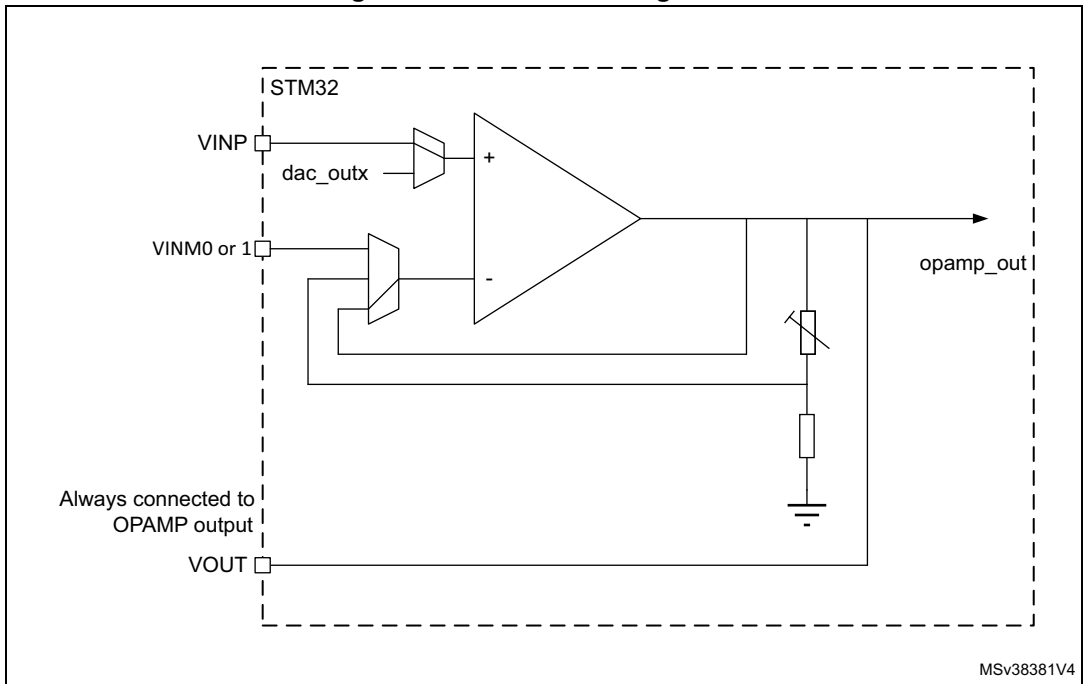 STM32
VINP
dac_outx
+
VINM0 or 1
-
opamp_out
Always connected to
OPAMP output
VOUT
MSv38381V4